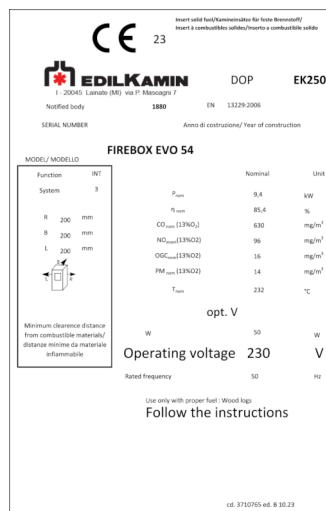 Insert solid fuel/Kamineinsätze für feste Brennstoff/
Insert à combustibles solides/Inserto a combustibile solido
CE 23
EDILKAMIN
DOP EK250
I - 20045 Lainate (MI) via P. Mascagni 7
Notified body 1880 EN 13229:2006
SERIAL NUMBER Anno di costruzione/ Year of construction
FIREBOX EVO 54
MODEL/ MODELLO
Function INT
System 3
R 200 mm
B 200 mm
L 200 mm
B
L R
Minimum clearence distance
from combustible materials/
distanze minime da materiale
infiammabile
Nominal Unit
Pnom 9,4 kW
η nom 85,4 %
CO nom (13%O₂) 630 mg/m³
NOxnom(13%O2) 96 mg/m³
OGCnom(13%O2) 16 mg/m³
PM nom (13%O2) 14 mg/m³
Tnom 232 °C
opt. V
W 50 W
Operating voltage 230 V
Rated frequency 50 Hz
Use only with proper fuel : Wood logs
Follow the instructions
cd. 3710765 ed. B 10.23